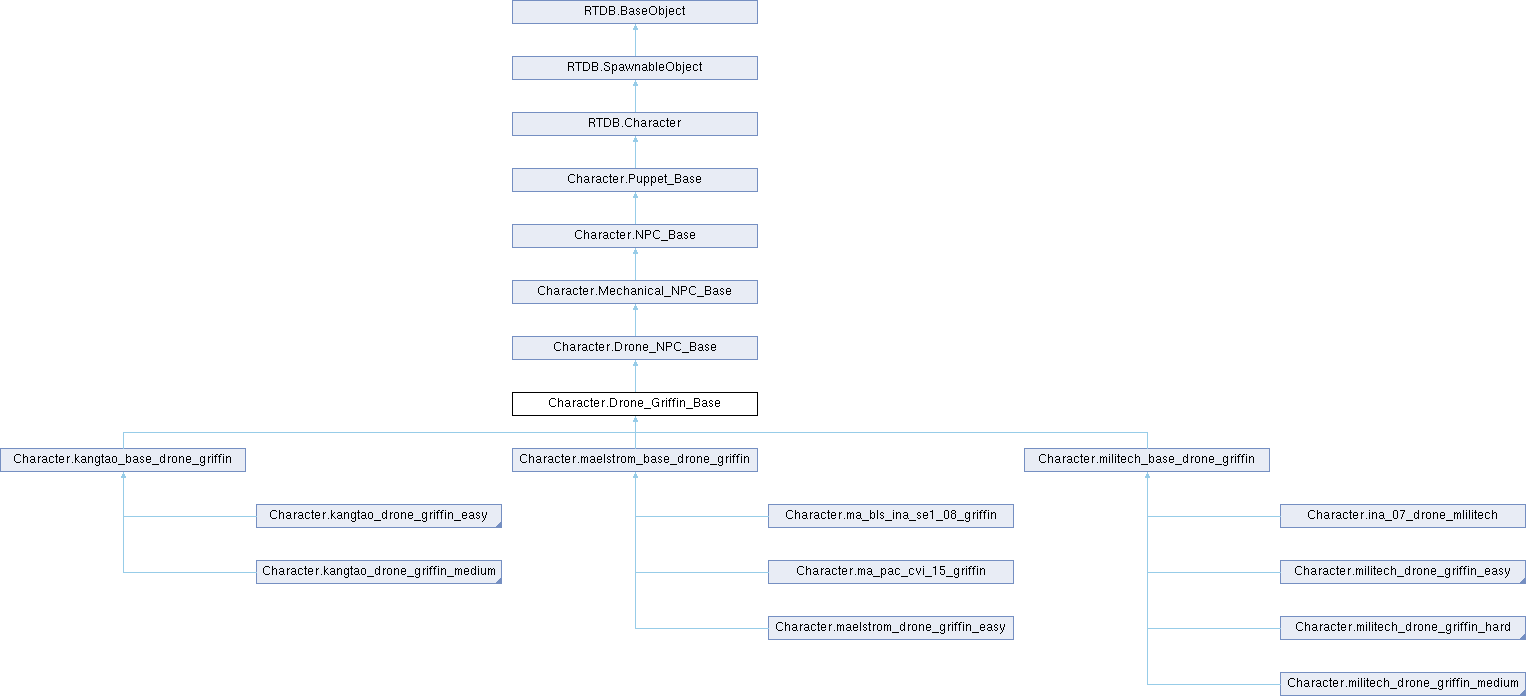 RTDB.BaseObject
RTDB.SpawnableObject
RTDB.Character
Character.Puppet_Base
Character.NPC_Base
Character.Mechanical_NPC_Base
Character.Drone_NPC_Base
Character.Drone_Griffin_Base
Character.kangtao_base_drone_griffin
Character.maelstrom_base_drone_griffin
Character.militech_base_drone_griffin
Character.kangtao_drone_griffin_easy
Character.ma_bls_ina_se1_08_griffin
Character.ina_07_drone_mlilitech
Character.kangtao_drone_griffin_medium
Character.ma_pac_cvi_15_griffin
Character.militech_drone_griffin_easy
Character.maelstrom_drone_griffin_easy
Character.militech_drone_griffin_hard
Character.militech_drone_griffin_medium